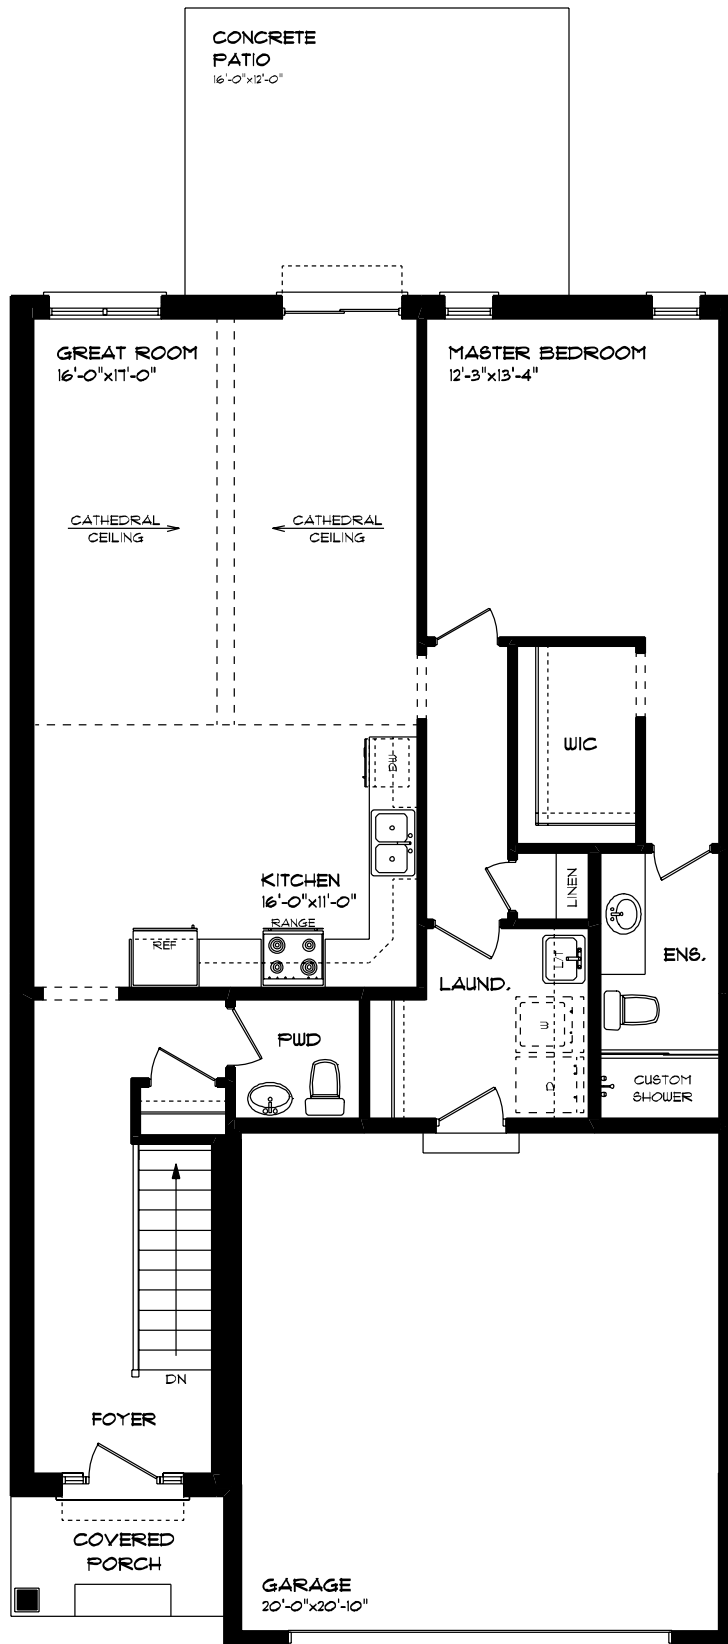 CONCRETE
PATIO
16'-0"x12'-0"
GREAT ROOM
16'-0"x17'-0"
MASTER BEDROOM
12'-3"x13'-4"
CATHEDRAL
CEILING
CATHEDRAL
CEILING
WIC
KITCHEN
16'-0"x11'-0"
RANGE
REF
LINEN
ENS.
LAUND.
W
D
PWD
CUSTOM
SHOWER
DN
FOYER
COVERED
PORCH
GARAGE
20'-0"x20'-10"